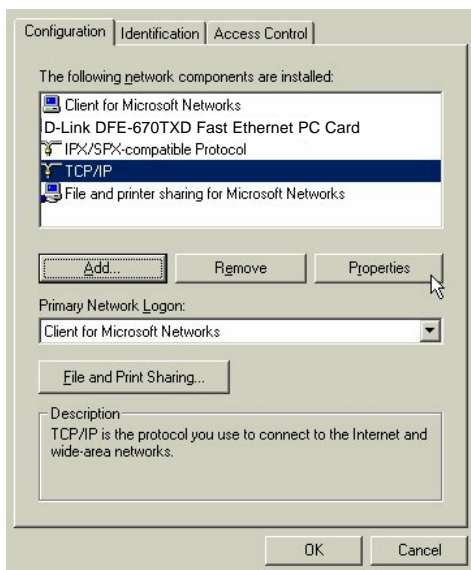 Configuration Identification Access Control
The following network components are installed:
Client for Microsoft Networks
D-Link DFE-670TXD Fast Ethernet PC Card
IPX/SPX-compatible Protocol
TCP/IP
File and printer sharing for Microsoft Networks
Add... Remove Properties
Primary Network Logon:
Client for Microsoft Networks
File and Print Sharing...
Description
TCP/IP is the protocol you use to connect to the Internet and
wide-area networks.
OK Cancel